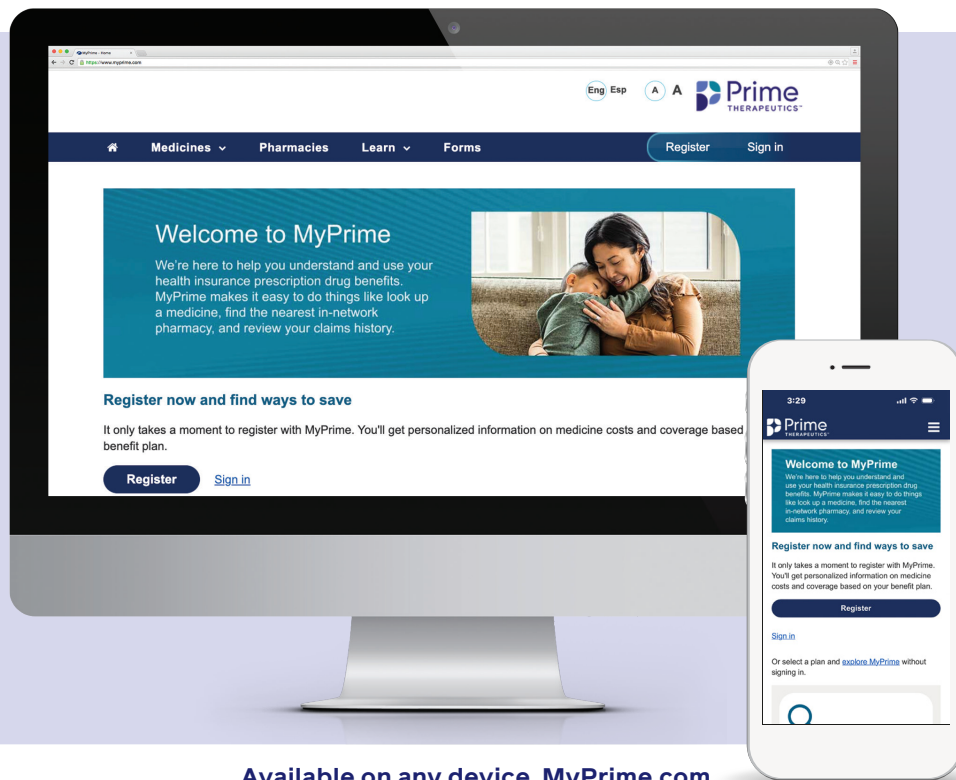 MyPrime - Home
https://www.myprime.com
Eng Esp A A Prime
THERAPEUTICS™
Medicines Pharmacies Learn Forms Register Sign in
Welcome to MyPrime
We're here to help you understand and use your
health insurance prescription drug benefits.
MyPrime makes it easy to do things like look up
a medicine, find the nearest in-network
pharmacy, and review your claims history.
Register now and find ways to save
It only takes a moment to register with MyPrime. You'll get personalized information on medicine costs and coverage based
benefit plan.
Register Sign in
3:29
Prime
THERAPEUTICS
Welcome to MyPrime
We're here to help you understand and
use your health insurance prescription drug
benefits. MyPrime makes it easy to do things
like look up a medicine, find the nearest
in-network pharmacy, and review your
claims history.
Register now and find ways to save
It only takes a moment to register with MyPrime.
You'll get personalized information on medicine
costs and coverage based on your benefit plan.
Register
Sign in
Or select a plan and explore MyPrime without
signing in.
Available on any device. MyPrime.com